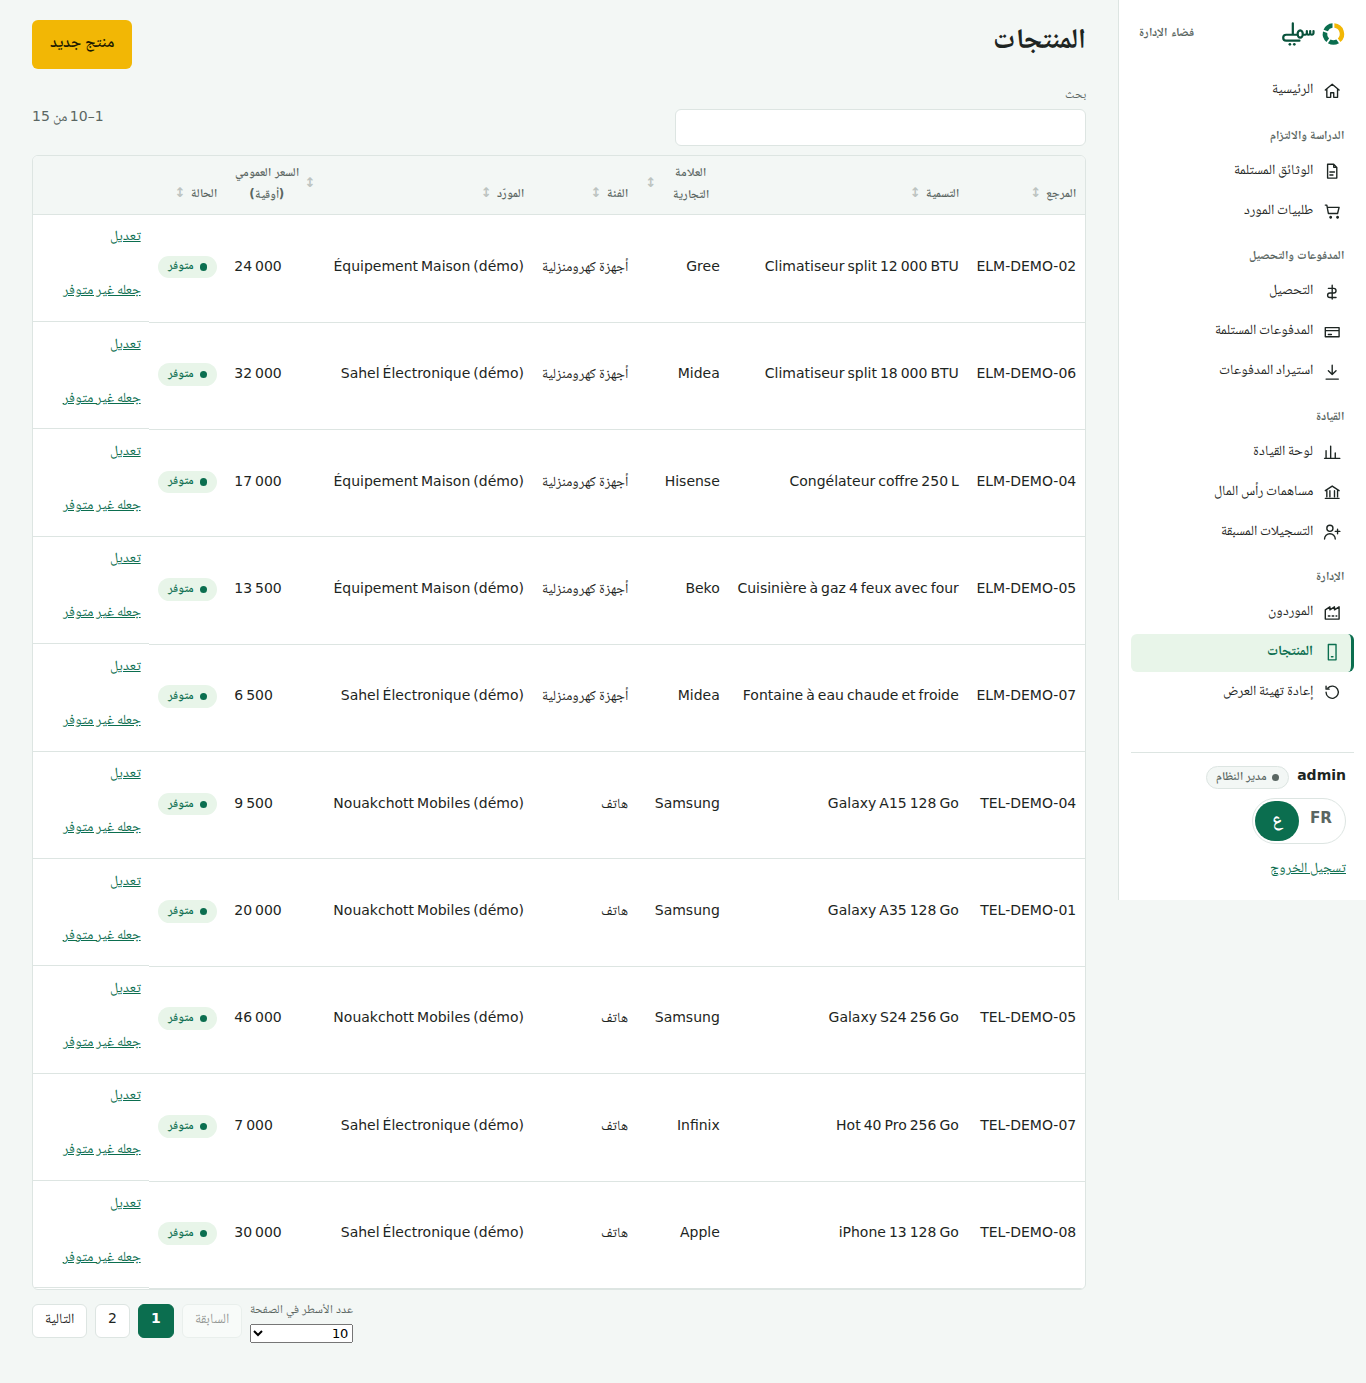 سهلي
فضاء الإدارة
الرئيسية
الدراسة والالتزام
الوثائق المستلمة
طلبيات المورد
المدفوعات والتحصيل
التحصيل
المدفوعات المستلمة
استيراد المدفوعات
القيادة
لوحة القيادة
مساهمات رأس المال
التسجيلات المسبقة
الإدارة
الموردون
المنتجات
إعادة تهيئة العرض
admin مدير النظام
FR ع
تسجيل الخروج
المنتجات
منتج جديد
بحث
1–10 من 15
المرجع التسمية العلامة التجارية الفئة المورّد السعر العمومي (أوقية) الحالة
ELM-DEMO-02 Climatiseur split 12 000 BTU Gree أجهزة كهرومنزلية Équipement Maison (démo) 24 000 متوفر تعديل جعله غير متوفر
ELM-DEMO-06 Climatiseur split 18 000 BTU Midea أجهزة كهرومنزلية Sahel Électronique (démo) 32 000 متوفر تعديل جعله غير متوفر
ELM-DEMO-04 Congélateur coffre 250 L Hisense أجهزة كهرومنزلية Équipement Maison (démo) 17 000 متوفر تعديل جعله غير متوفر
ELM-DEMO-05 Cuisinière à gaz 4 feux avec four Beko أجهزة كهرومنزلية Équipement Maison (démo) 13 500 متوفر تعديل جعله غير متوفر
ELM-DEMO-07 Fontaine à eau chaude et froide Midea أجهزة كهرومنزلية Sahel Électronique (démo) 6 500 متوفر تعديل جعله غير متوفر
TEL-DEMO-04 Galaxy A15 128 Go Samsung هاتف Nouakchott Mobiles (démo) 9 500 متوفر تعديل جعله غير متوفر
TEL-DEMO-01 Galaxy A35 128 Go Samsung هاتف Nouakchott Mobiles (démo) 20 000 متوفر تعديل جعله غير متوفر
TEL-DEMO-05 Galaxy S24 256 Go Samsung هاتف Nouakchott Mobiles (démo) 46 000 متوفر تعديل جعله غير متوفر
TEL-DEMO-07 Hot 40 Pro 256 Go Infinix هاتف Sahel Électronique (démo) 7 000 متوفر تعديل جعله غير متوفر
TEL-DEMO-08 iPhone 13 128 Go Apple هاتف Sahel Électronique (démo) 30 000 متوفر تعديل جعله غير متوفر
عدد الأسطر في الصفحة
10
السابقة 1 2 التالية